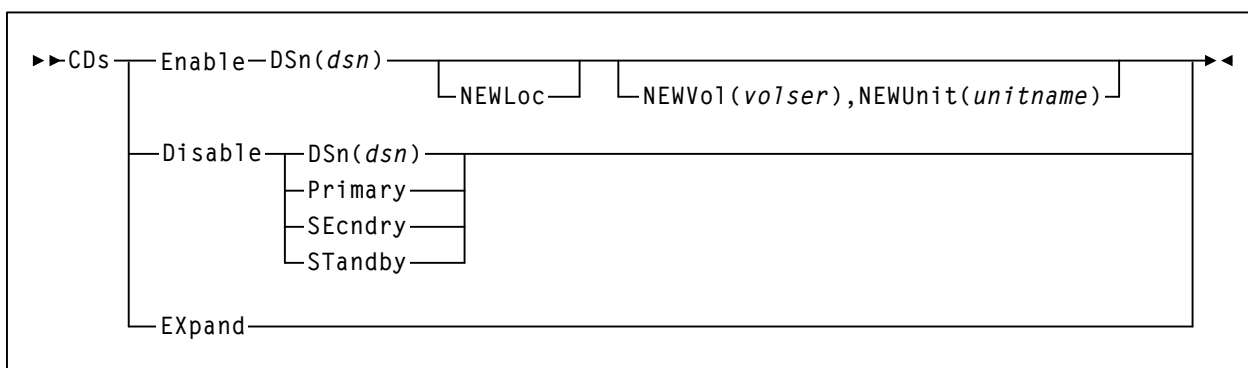 CDs Enable DSn(dsn)
NEWLoc NEWVol(volser),NEWUnit(unitname)
Disable DSn(dsn)
Primary
SEcndry
STandby
EXpand